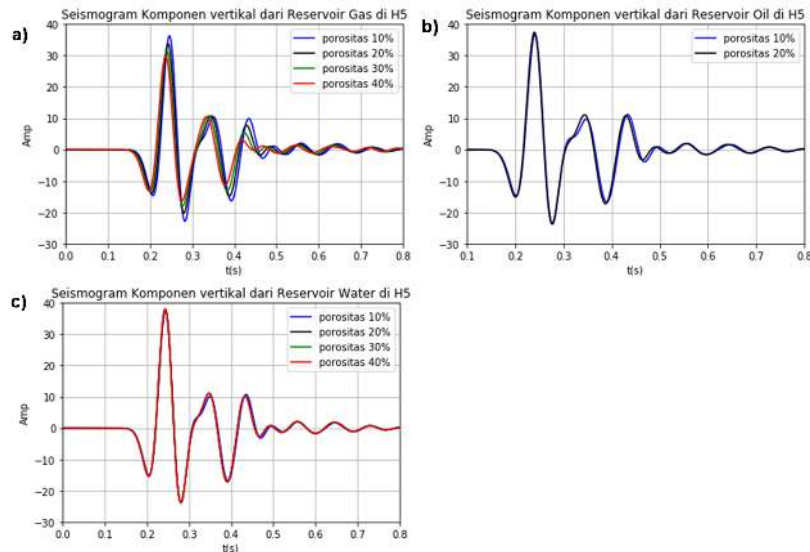 a)
Seismogram Komponen vertikal dari Reservoir Gas di H5
40
30
20
10
0
−10
−20
−30
Amp
porositas 10%
porositas 20%
porositas 30%
porositas 40%
0.0 0.1 0.2 0.3 0.4 0.5 0.6 0.7 0.8
t(s)
b)
Seismogram Komponen vertikal dari Reservoir Oil di H5
40
30
20
10
0
−10
−20
−30
Amp
porositas 10%
porositas 20%
0.1 0.2 0.3 0.4 0.5 0.6 0.7 0.8
t(s)
c)
Seismogram Komponen vertikal dari Reservoir Water di H5
40
30
20
10
0
−10
−20
−30
Amp
porositas 10%
porositas 20%
porositas 30%
porositas 40%
0.0 0.1 0.2 0.3 0.4 0.5 0.6 0.7 0.8
t(s)